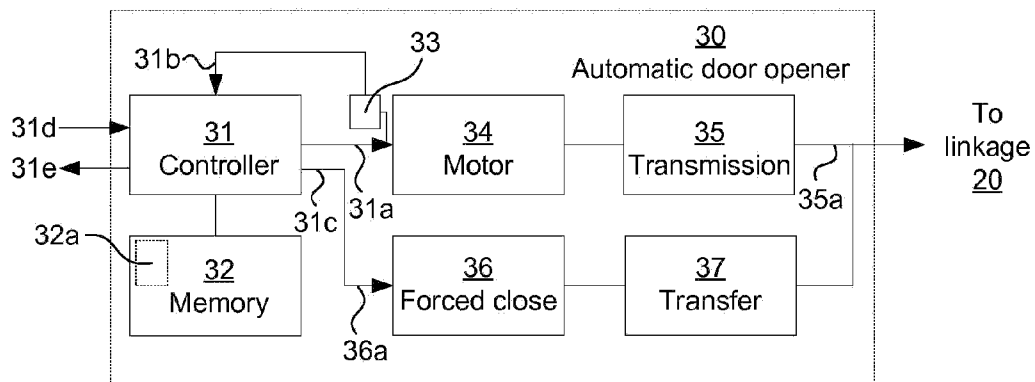 30
Automatic door opener
33
31b
31d
31e
31
Controller
34
Motor
35
Transmission
To
linkage
20
31c
31a
35a
32a
32
Memory
36
Forced close
37
Transfer
36a